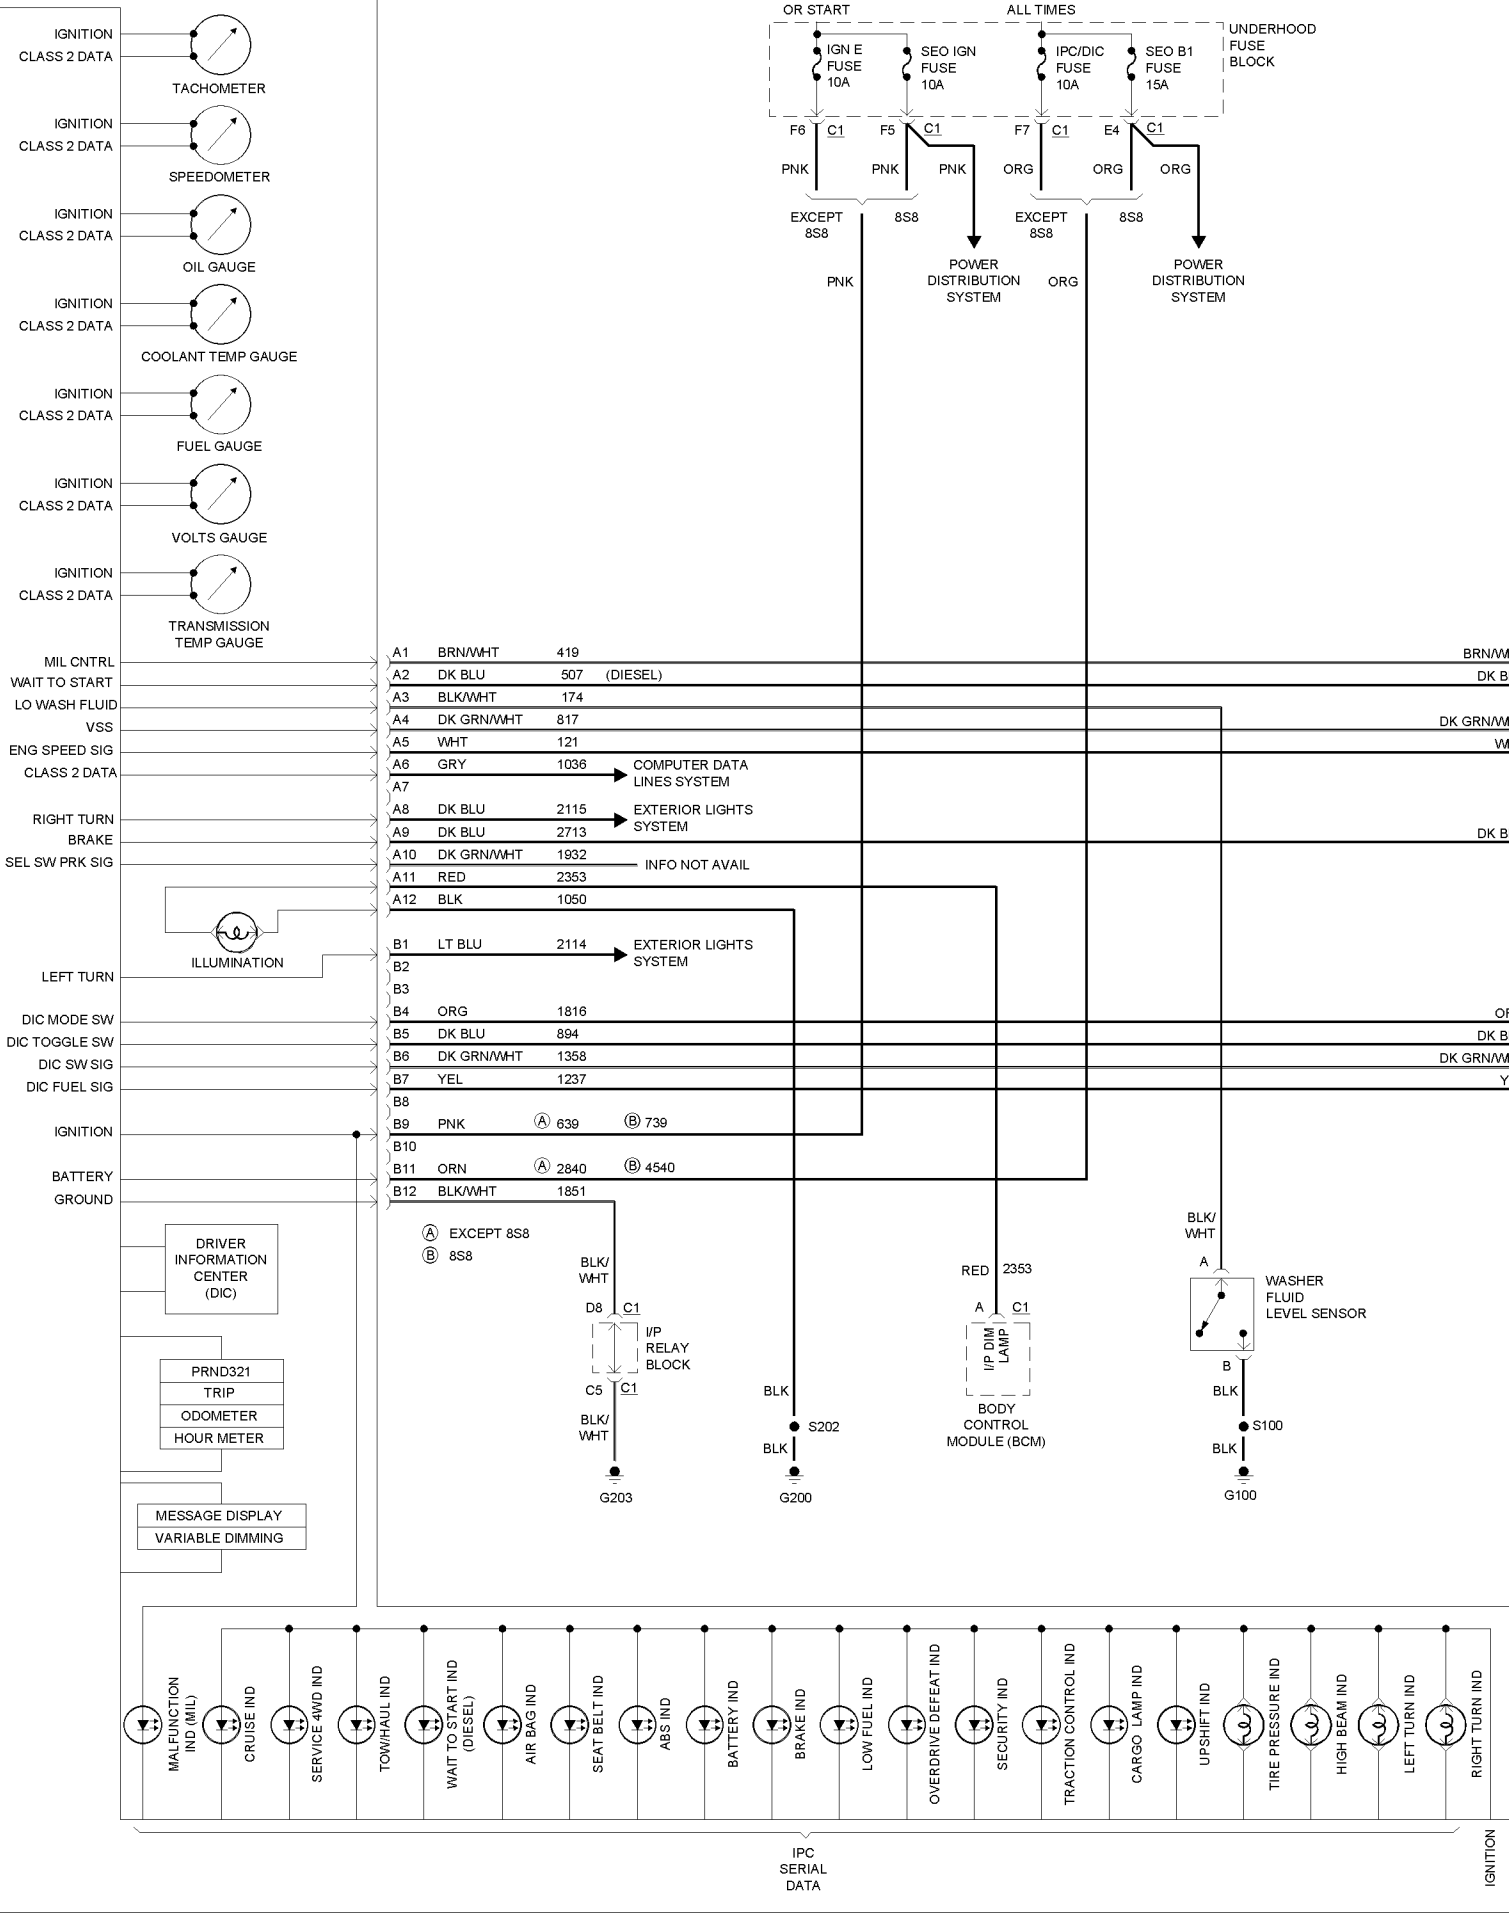 OR START
ALL TIMES
UNDERHOOD
FUSE
BLOCK
IGN E
FUSE
10A
SEO IGN
FUSE
10A
IPC/DIC
FUSE
10A
SEO B1
FUSE
15A
F6 C1
F5 C1
F7 C1
E4 C1
PNK
PNK
PNK
ORG
ORG
ORG
EXCEPT
8S8
8S8
EXCEPT
8S8
8S8
PNK
ORG
POWER
DISTRIBUTION
SYSTEM
POWER
DISTRIBUTION
SYSTEM
IGNITION
CLASS 2 DATA
TACHOMETER
IGNITION
CLASS 2 DATA
SPEEDOMETER
IGNITION
CLASS 2 DATA
OIL GAUGE
IGNITION
CLASS 2 DATA
COOLANT TEMP GAUGE
IGNITION
CLASS 2 DATA
FUEL GAUGE
IGNITION
CLASS 2 DATA
VOLTS GAUGE
IGNITION
CLASS 2 DATA
TRANSMISSION
TEMP GAUGE
MIL CNTRL A1 BRN/WHT 419 BRN/W
WAIT TO START A2 DK BLU 507 (DIESEL) DK B
LO WASH FLUID A3 BLK/WHT 174
VSS A4 DK GRN/WHT 817 DK GRN/W
ENG SPEED SIG A5 WHT 121 W
CLASS 2 DATA A6 GRY 1036 COMPUTER DATA
LINES SYSTEM
A7
RIGHT TURN A8 DK BLU 2115 EXTERIOR LIGHTS
SYSTEM
BRAKE A9 DK BLU 2713 DK B
SEL SW PRK SIG A10 DK GRN/WHT 1932 INFO NOT AVAIL
A11 RED 2353
A12 BLK 1050
ILLUMINATION
LEFT TURN B1 LT BLU 2114 EXTERIOR LIGHTS
SYSTEM
B2
B3
DIC MODE SW B4 ORG 1816 OR
DIC TOGGLE SW B5 DK BLU 894 DK B
DIC SW SIG B6 DK GRN/WHT 1358 DK GRN/W
DIC FUEL SIG B7 YEL 1237 Y
B8
IGNITION B9 PNK A 639 B 739
B10
BATTERY B11 ORN A 2840 B 4540
GROUND B12 BLK/WHT 1851
A EXCEPT 8S8
B 8S8
DRIVER
INFORMATION
CENTER
(DIC)
PRND321
TRIP
ODOMETER
HOUR METER
MESSAGE DISPLAY
VARIABLE DIMMING
BLK/
WHT
D8 C1
I/P
RELAY
BLOCK
C5 C1
BLK/
WHT
G203
BLK
S202
BLK
G200
RED 2353
A C1
I/P DIM
LAMP
BODY
CONTROL
MODULE (BCM)
BLK/
WHT
A
WASHER
FLUID
LEVEL SENSOR
B
BLK
S100
BLK
G100
MALFUNCTION
IND (MIL)
CRUISE IND
SERVICE 4WD IND
TOW/HAUL IND
WAIT TO START IND
(DIESEL)
AIR BAG IND
SEAT BELT IND
ABS IND
BATTERY IND
BRAKE IND
LOW FUEL IND
OVERDRIVE DEFEAT IND
SECURITY IND
TRACTION CONTROL IND
CARGO LAMP IND
UPSHIFT IND
TIRE PRESSURE IND
HIGH BEAM IND
LEFT TURN IND
RIGHT TURN IND
IPC
SERIAL
DATA
IGNITION